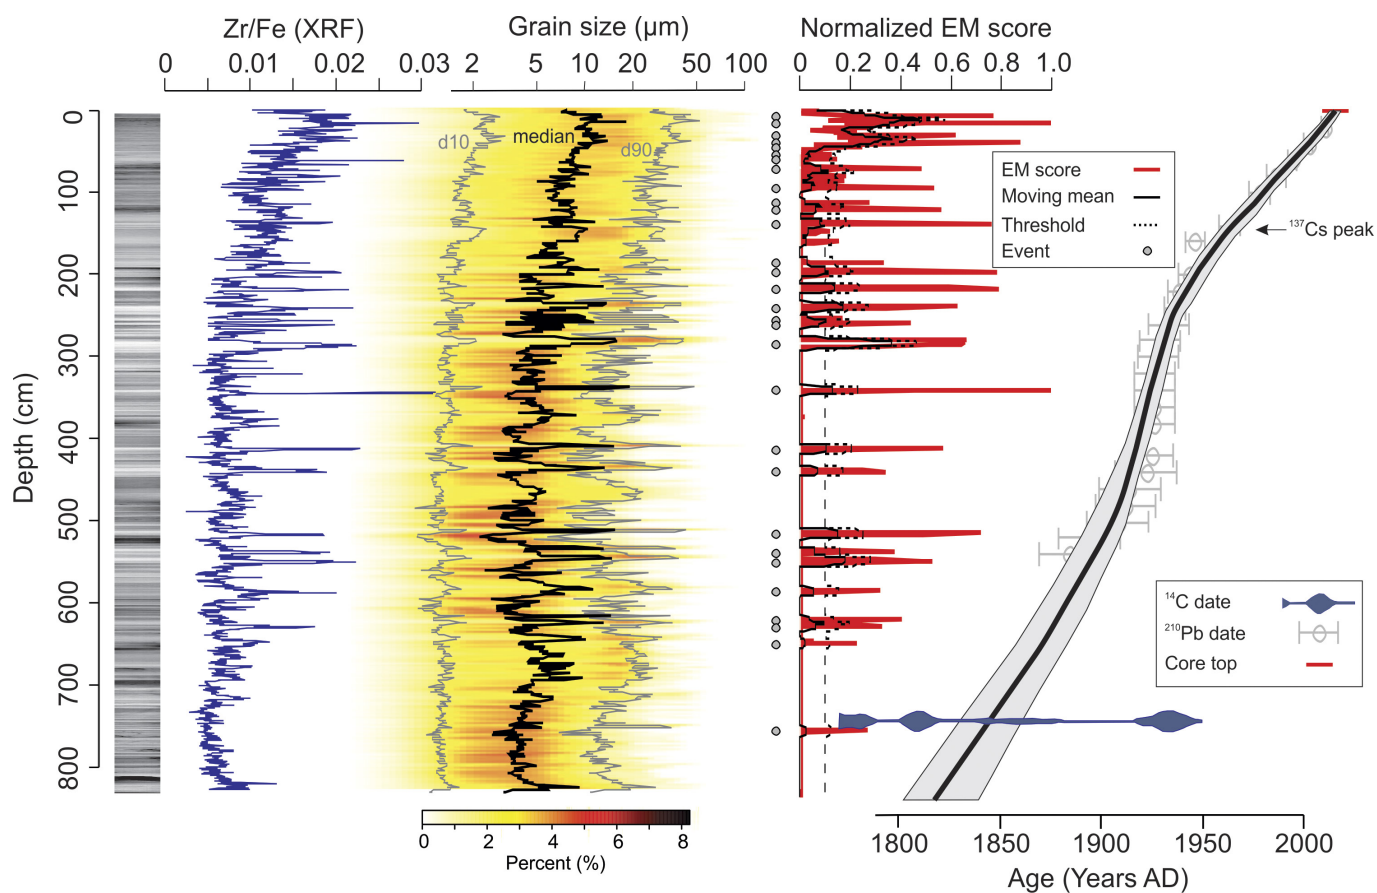 Zr/Fe (XRF)
Grain size (μm)
Normalized EM score
0 0.01 0.02 0.03
2 5 10 20 50 100
0 0.2 0.4 0.6 0.8 1.0
d10
median
d90
EM score
Moving mean
Threshold
Event
137Cs peak
Depth (cm)
0
100
200
300
400
500
600
700
800
14C date
210Pb date
Core top
0 2 4 6 8
Percent (%)
1800 1850 1900 1950 2000
Age (Years AD)